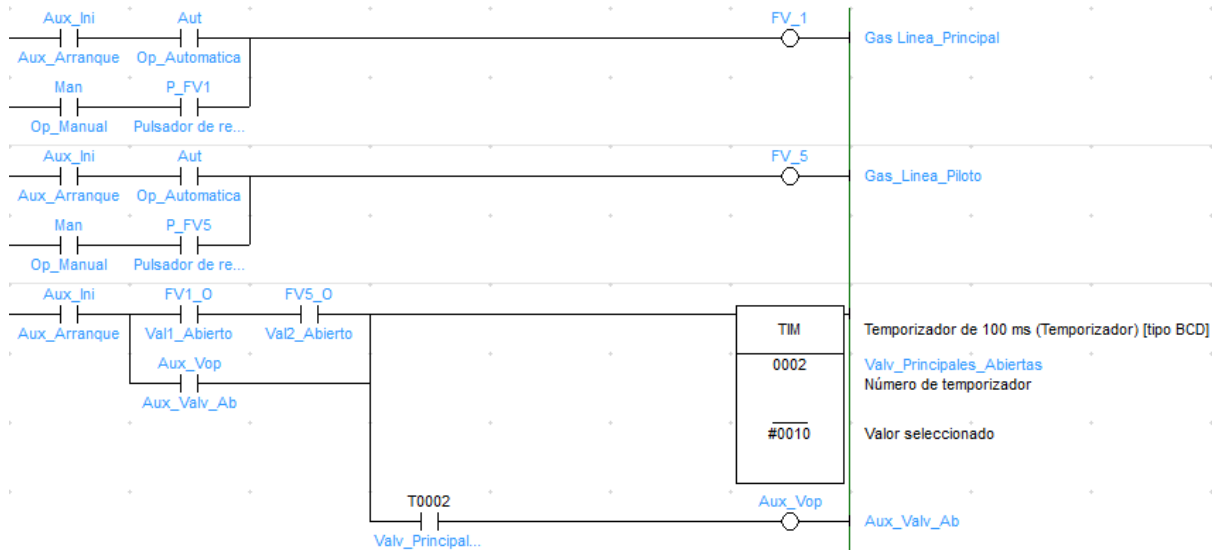 Aux_Ini Aut FV_1
Aux_Arranque Op_Automatica Gas Linea_Principal
Man P_FV1
Op_Manual Pulsador de re...
Aux_Ini Aut FV_5
Aux_Arranque Op_Automatica Gas_Linea_Piloto
Man P_FV5
Op_Manual Pulsador de re...
Aux_Ini FV1_O FV5_O
Aux_Arranque Val1_Abierto Val2_Abierto TIM Temporizador de 100 ms (Temporizador) [tipo BCD]
Aux_Vop 0002 Valv_Principales_Abiertas
Número de temporizador
Aux_Valv_Ab
#0010 Valor seleccionado
T0002 Aux_Vop
Aux_Valv_Ab
Valv_Principal...